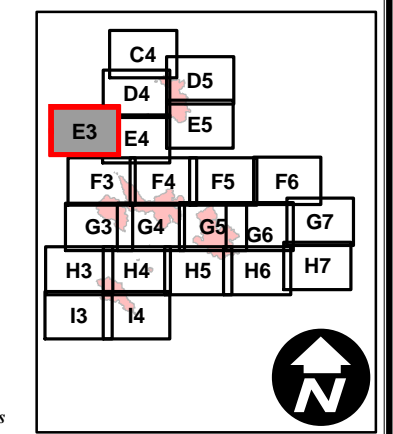 C4
D4 D5
E3 E4 E5
F3 F4 F5 F6
G3 G4 G5 G6 G7
H3 H4 H5 H6 H7
I3 I4
N
s